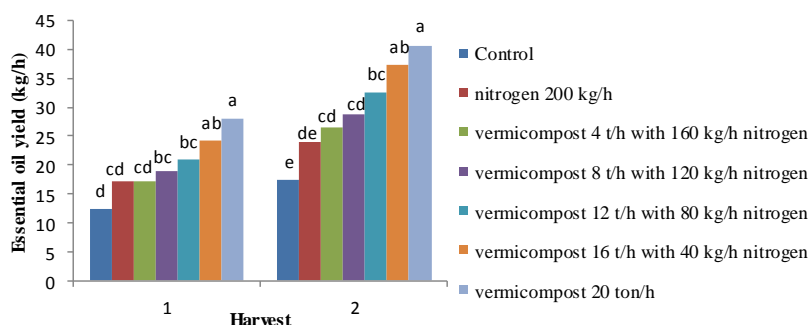 Essential oil yield (kg/h)
45
40
35
30
25
20
15
10
5
0
d
cd
cd
bc
bc
ab
a
e
de
cd
cd
bc
ab
a
1
2
Harvest
Control
nitrogen 200 kg/h
vermicompost 4 t/h with 160 kg/h nitrogen
vermicompost 8 t/h with 120 kg/h nitrogen
vermicompost 12 t/h with 80 kg/h nitrogen
vermicompost 16 t/h with 40 kg/h nitrogen
vermicompost 20 ton/h